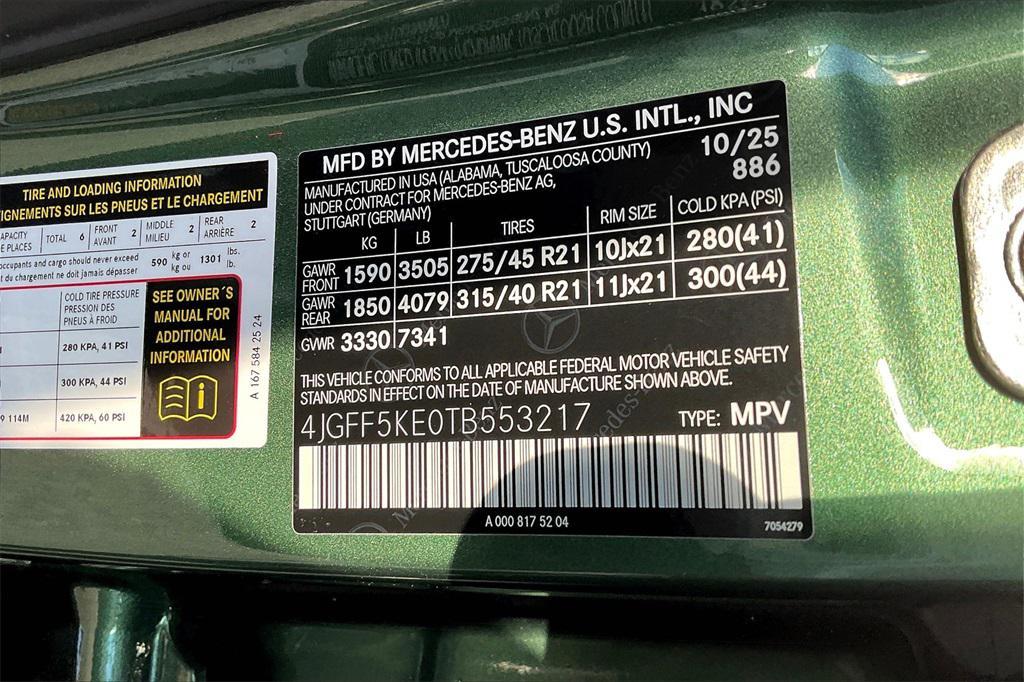 TIRE AND LOADING INFORMATION
IGNEMENTS SUR LES PNEUS ET LE CHARGEMENT
TOTAL 6
FRONT 2
AVANT
MIDDLE 2
MILIEU
REAR 2
ARRIÈRE
DE PLACES
occupants and cargo should never exceed
du chargement ne doit jamais dépasser
590 kg or
kg ou
1301 lbs.
lb.
COLD TIRE PRESSURE
PRESSION DES
PNEUS À FROID
280 KPA, 41 PSI
300 KPA, 44 PSI
9 114M
420 KPA, 60 PSI
SEE OWNER´S
MANUAL FOR
ADDITIONAL
INFORMATION
A 167 584 25 24
MFD BY MERCEDES-BENZ U.S. INTL., INC
MANUFACTURED IN USA (ALABAMA, TUSCALOOSA COUNTY)
UNDER CONTRACT FOR MERCEDES-BENZ AG,
STUTTGART (GERMANY)
10/25
886
KG LB TIRES RIM SIZE COLD KPA (PSI)
GAWR FRONT 1590 3505 275/45 R21 10Jx21 280(41)
GAWR REAR 1850 4079 315/40 R21 11Jx21 300(44)
GVWR 3330 7341
THIS VEHICLE CONFORMS TO ALL APPLICABLE FEDERAL MOTOR VEHICLE SAFETY
STANDARDS IN EFFECT ON THE DATE OF MANUFACTURE SHOWN ABOVE.
4JGFF5KE0TB553217 TYPE: MPV
A 000 817 52 04
7054279